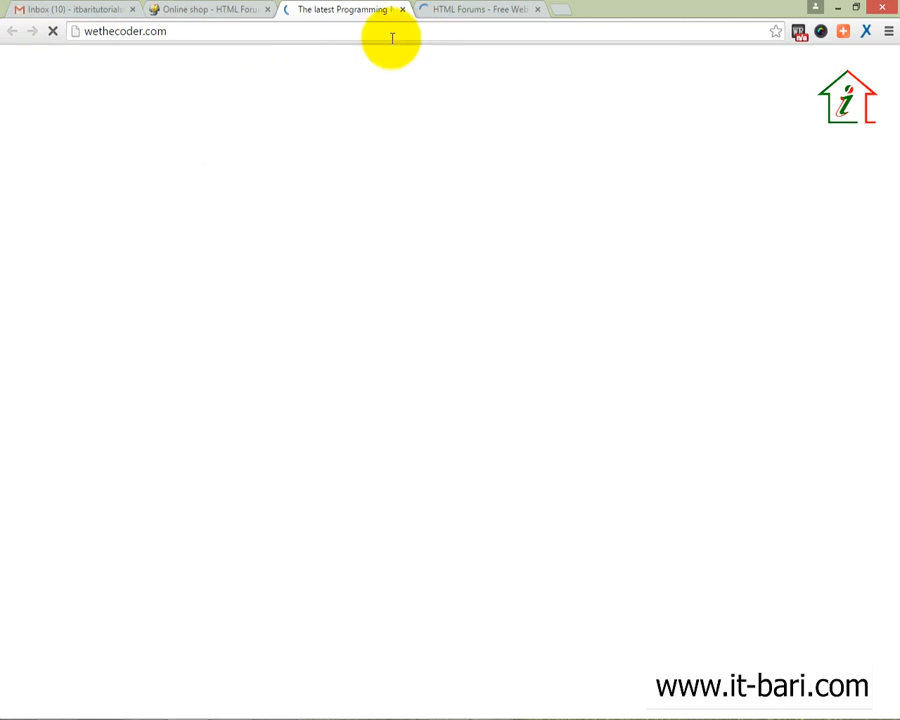 Inbox (10) - itbaritutorials
Online shop - HTML Foru
The latest Programming
HTML Forums - Free Web
wethecoder.com
n/a
i
www.it-bari.com